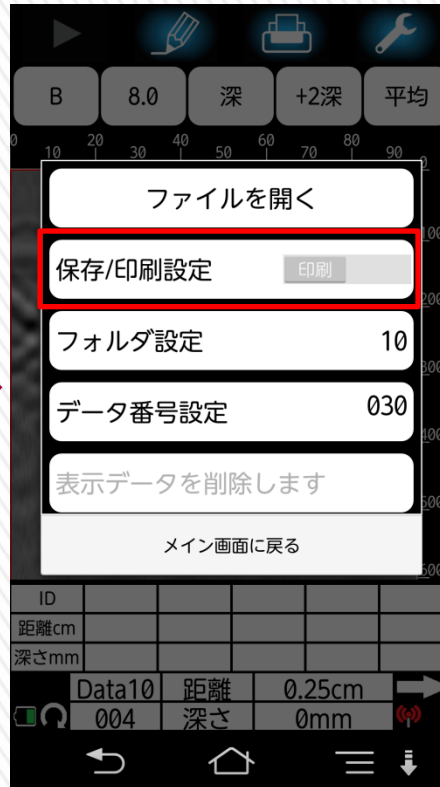 B 8.0 深 +2深 平均
0 10 20 30 40 50 60 70 80 90
ファイルを開く
保存/印刷設定 印刷
フォルダ設定 10
データ番号設定 030
表示データを削除します
メイン画面に戻る
ID
距離cm
深さmm
Data10 距離 0.25cm
004 深さ 0mm